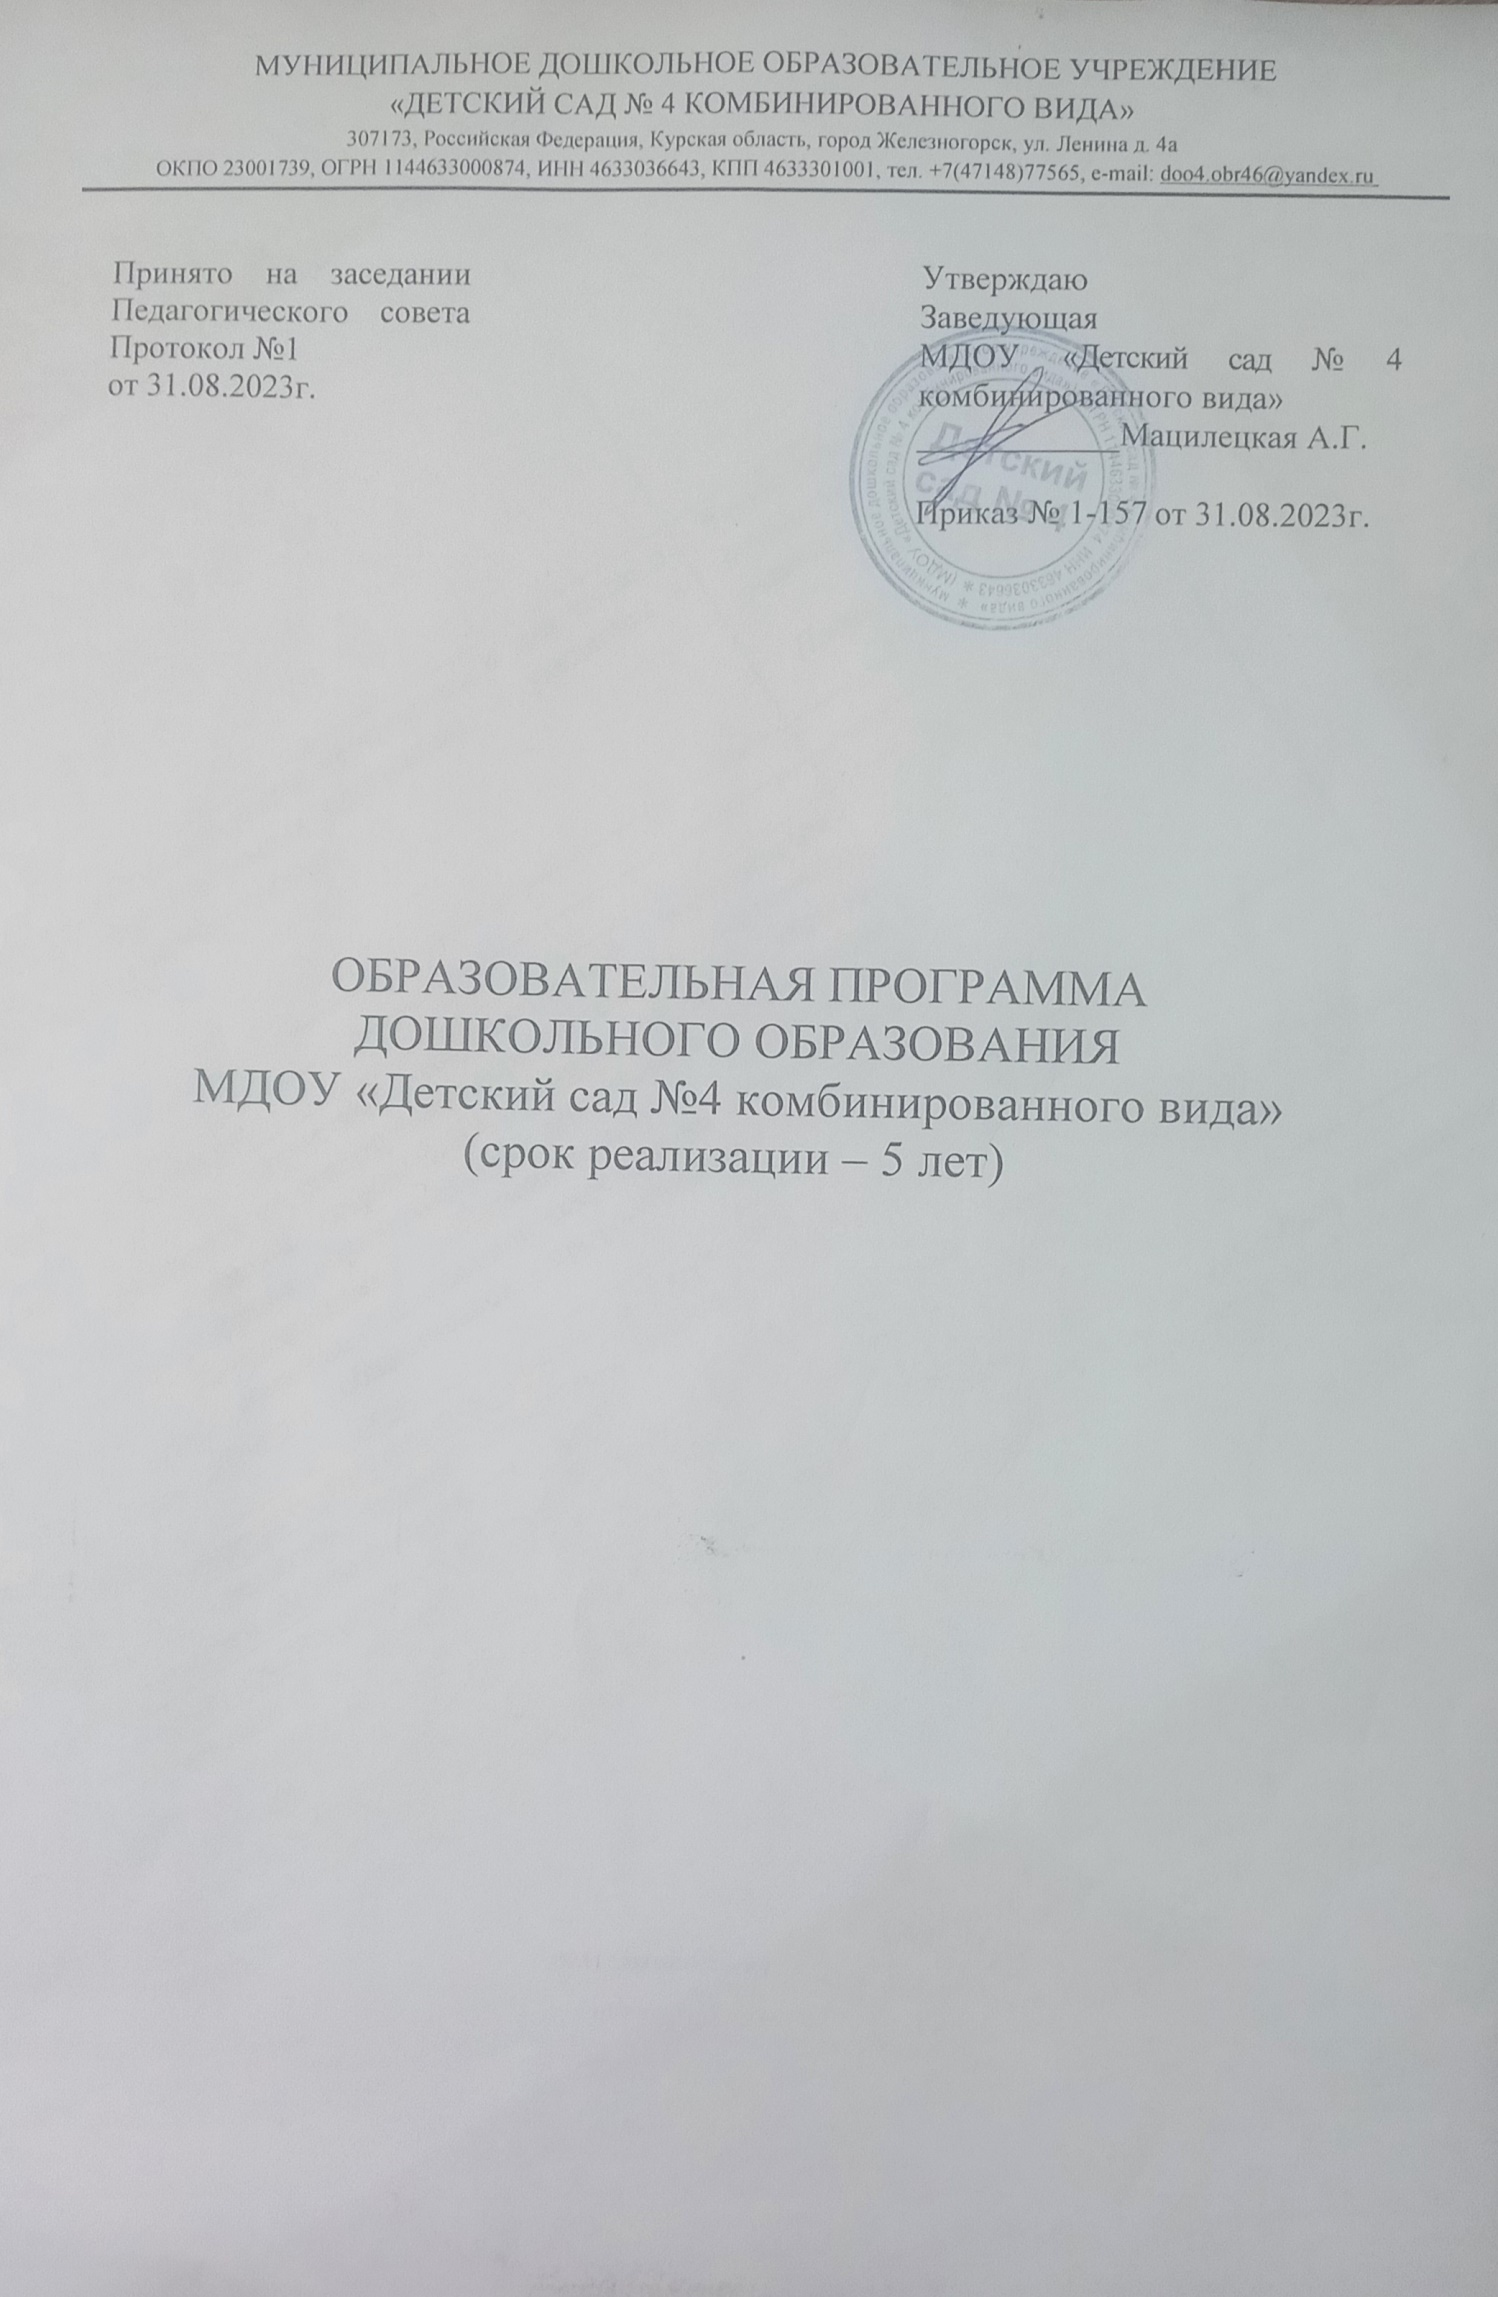 МУНИЦИПАЛЬНОЕ ДОШКОЛЬНОЕ ОБРАЗОВАТЕЛЬНОЕ УЧРЕЖДЕНИЕ
«ДЕТСКИЙ САД № 4 КОМБИНИРОВАННОГО ВИДА»
307173, Российская Федерация, Курская область, город Железногорск, ул. Ленина д. 4а
ОКПО 23001739, ОГРН 1144633000874, ИНН 4633036643, КПП 4633301001, тел. +7(47148)77565, e-mail: doo4.obr46@yandex.ru
Принято на заседании
Педагогического совета
Протокол №1
от 31.08.2023г.
Утверждаю
Заведующая
МДОУ «Детский сад № 4
комбинированного вида»
Мацилецкая А.Г.
Приказ № 1-157 от 31.08.2023г.
Детский
сад № 4
ОБРАЗОВАТЕЛЬНАЯ ПРОГРАММА
ДОШКОЛЬНОГО ОБРАЗОВАНИЯ
МДОУ «Детский сад №4 комбинированного вида»
(срок реализации – 5 лет)